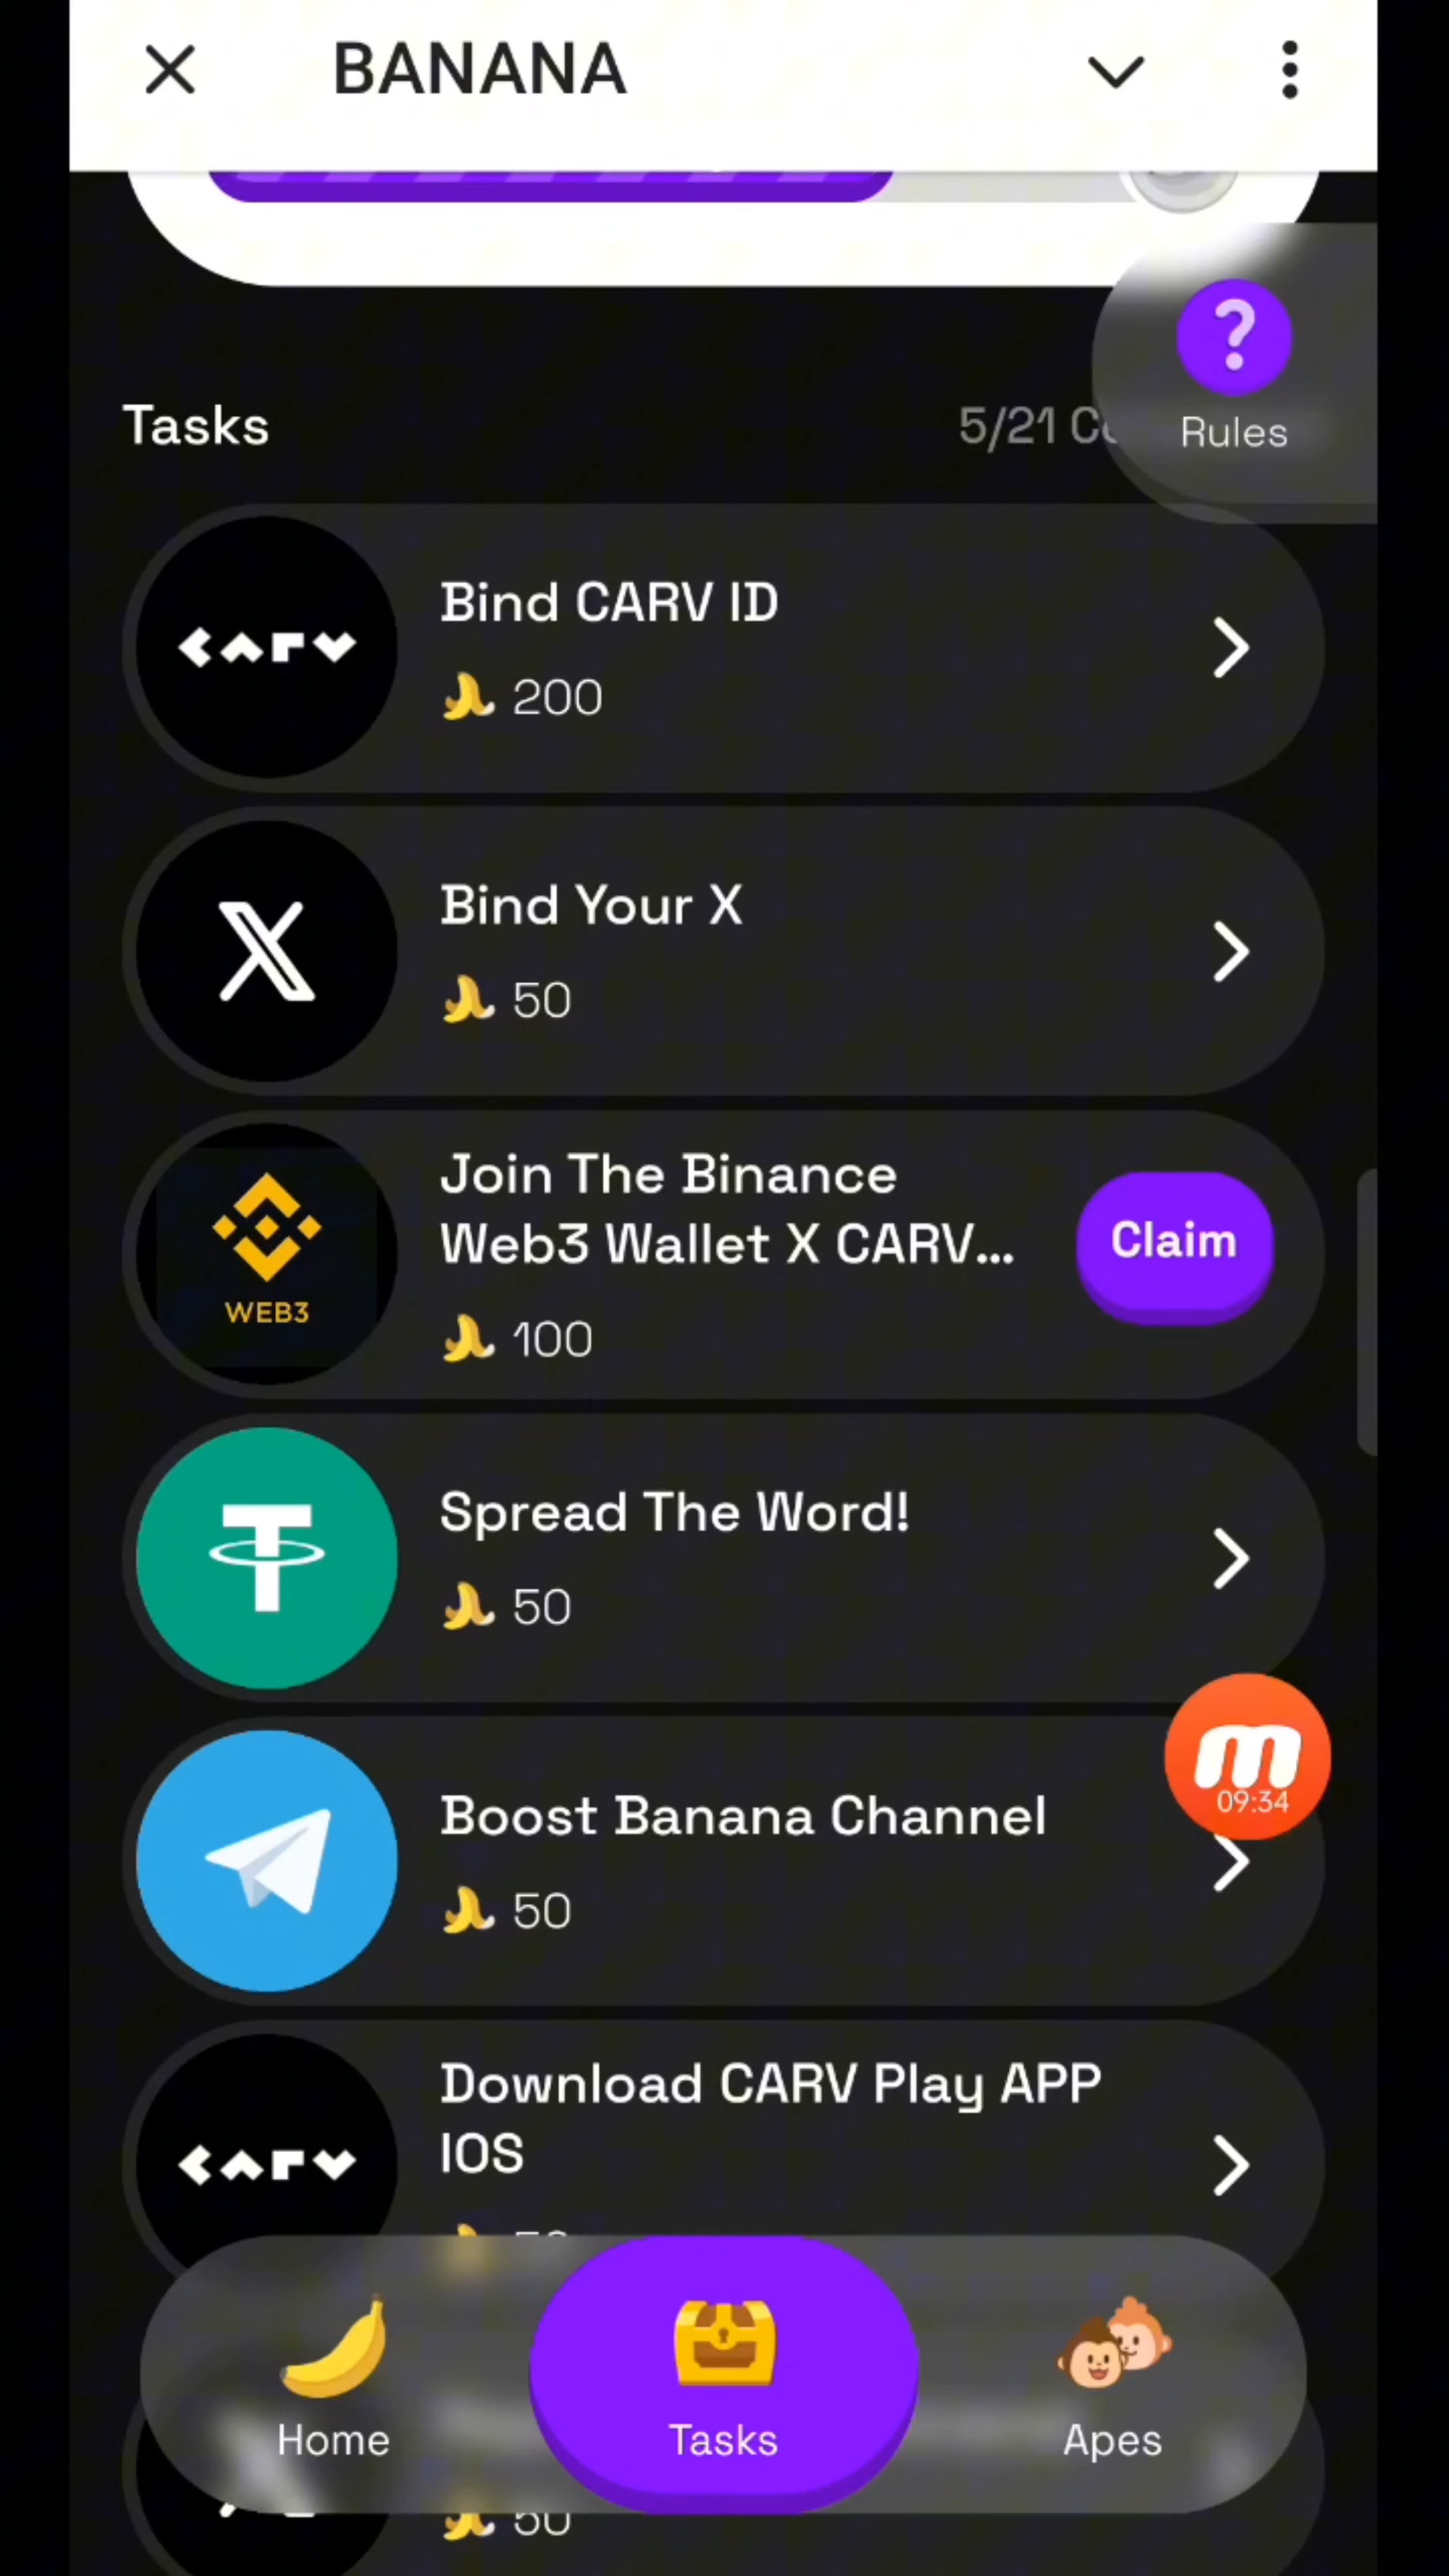 BANANA
Rules
Tasks
5/21
Bind CARV ID
200
Bind Your X
50
Join The Binance
Web3 Wallet X CARV...
100
Claim
WEB3
Spread The Word!
50
09:34
Boost Banana Channel
50
Download CARV Play APP
IOS
Home
Tasks
Apes
50